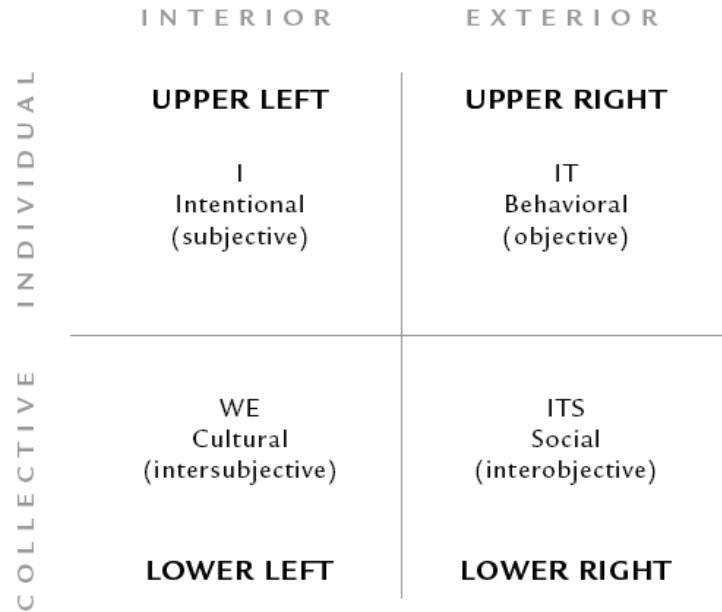 INTERIOR
EXTERIOR
INDIVIDUAL
UPPER LEFT
I
Intentional
(subjective)
UPPER RIGHT
IT
Behavioral
(objective)
COLLECTIVE
WE
Cultural
(intersubjective)
LOWER LEFT
ITS
Social
(interobjective)
LOWER RIGHT